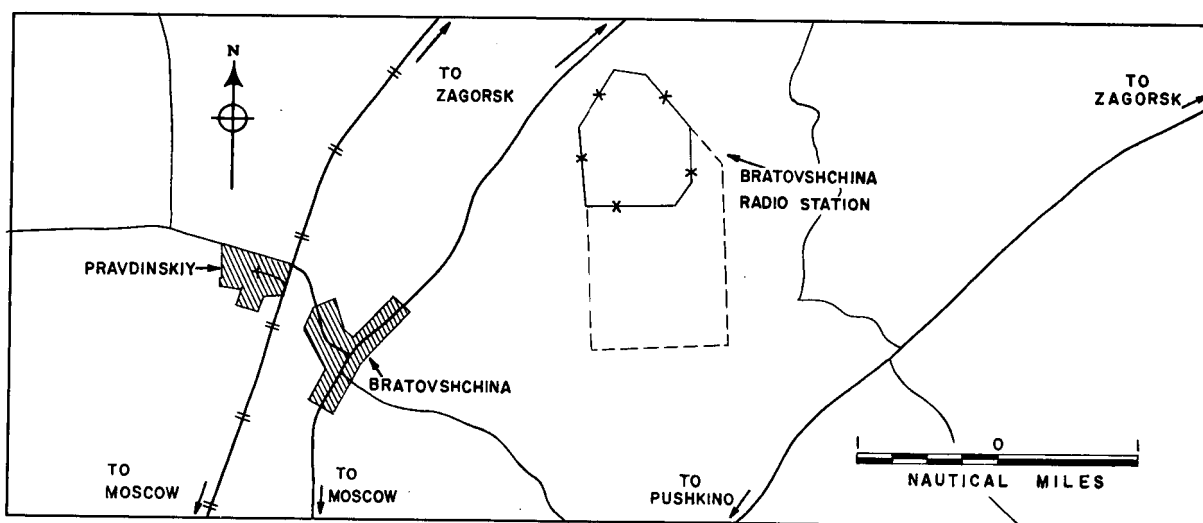 N
TO
ZAGORSK
TO
ZAGORSK
BRATOVSHCHINA
RADIO STATION
PRAVDINSKIY
BRATOVSHCHINA
TO
MOSCOW
TO
MOSCOW
TO
PUSHKINO
1 0 1
NAUTICAL MILES